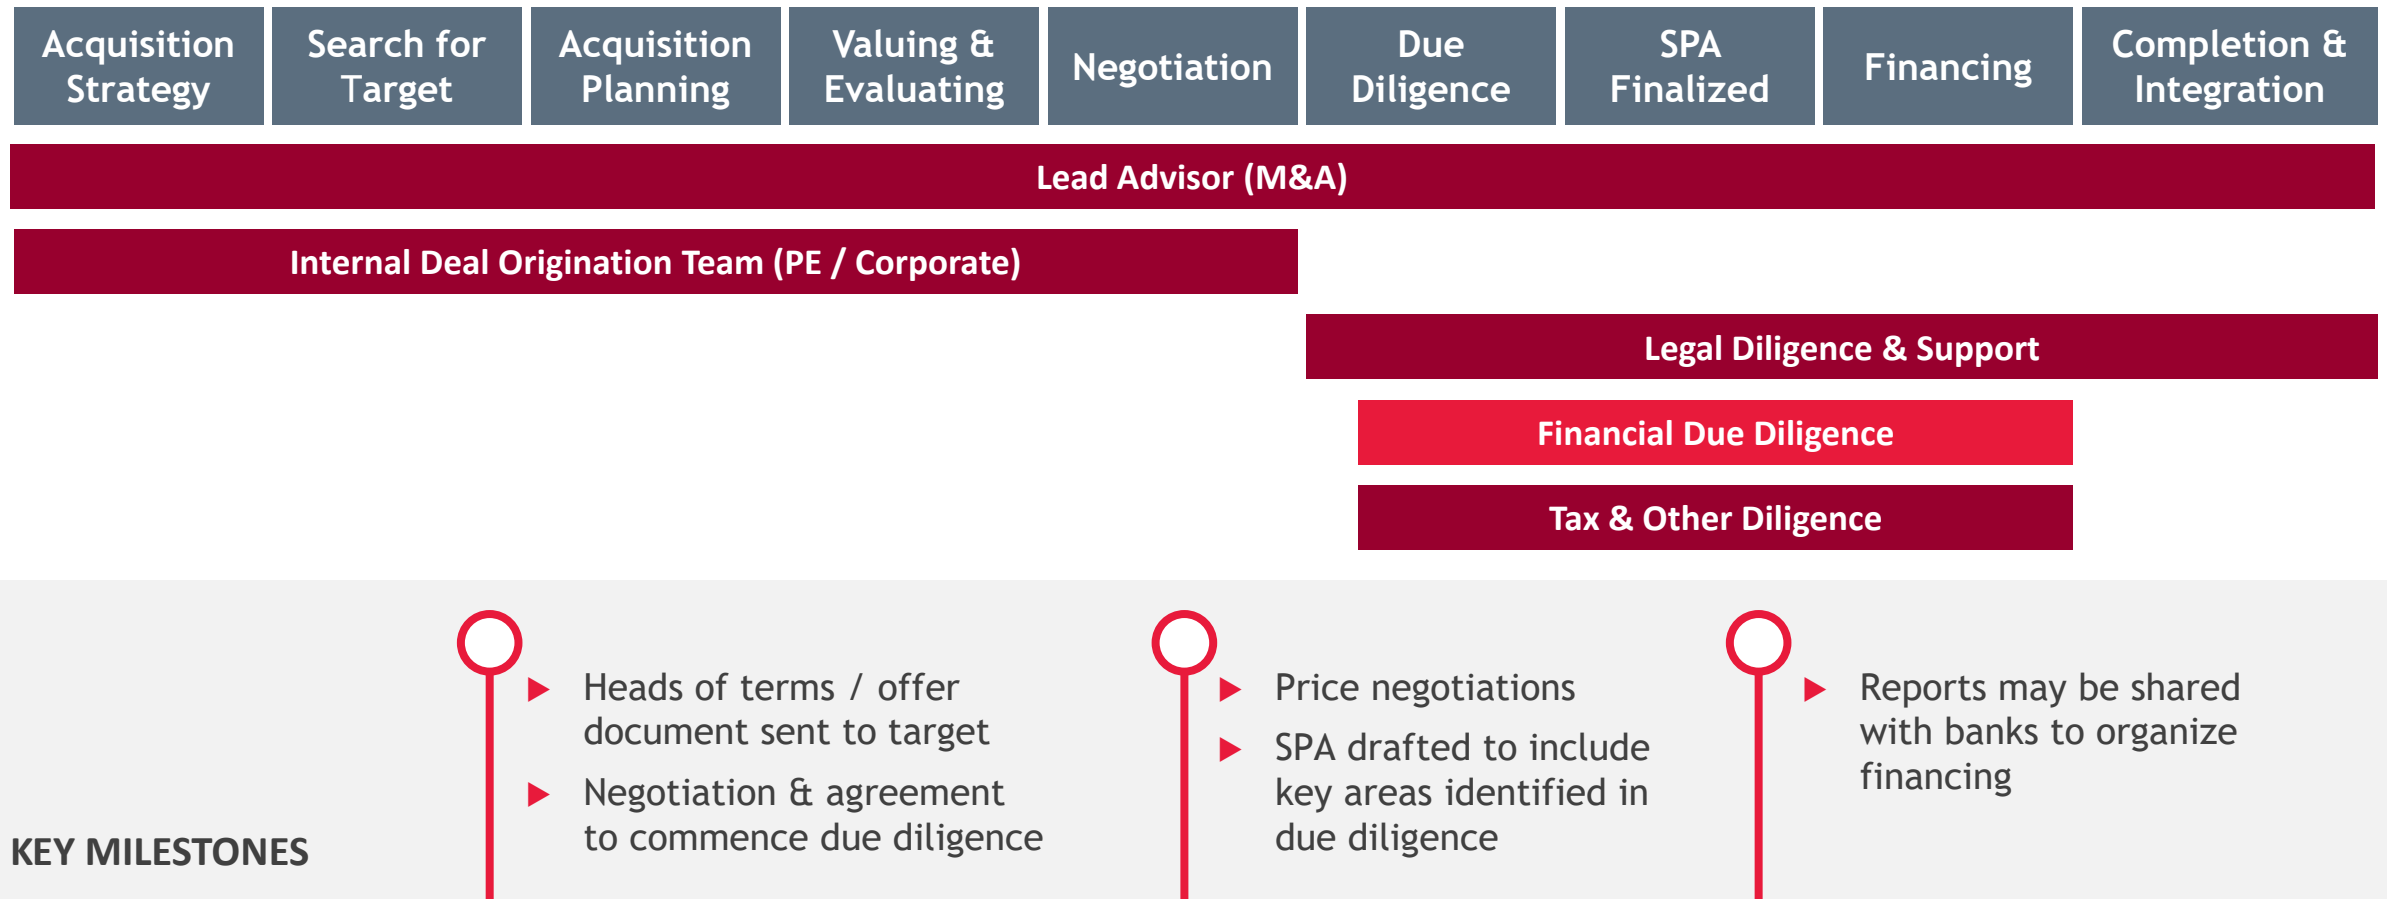 Acquisition
Strategy
Search for
Target
Acquisition
Planning
Valuing &
Evaluating
Negotiation
Due
Diligence
SPA
Finalized
Financing
Completion &
Integration
Lead Advisor (M&A)
Internal Deal Origination Team (PE / Corporate)
Legal Diligence & Support
Financial Due Diligence
Tax & Other Diligence
KEY MILESTONES
Heads of terms / offer
document sent to target
Negotiation & agreement
to commence due diligence
Price negotiations
SPA drafted to include
key areas identified in
due diligence
Reports may be shared
with banks to organize
financing